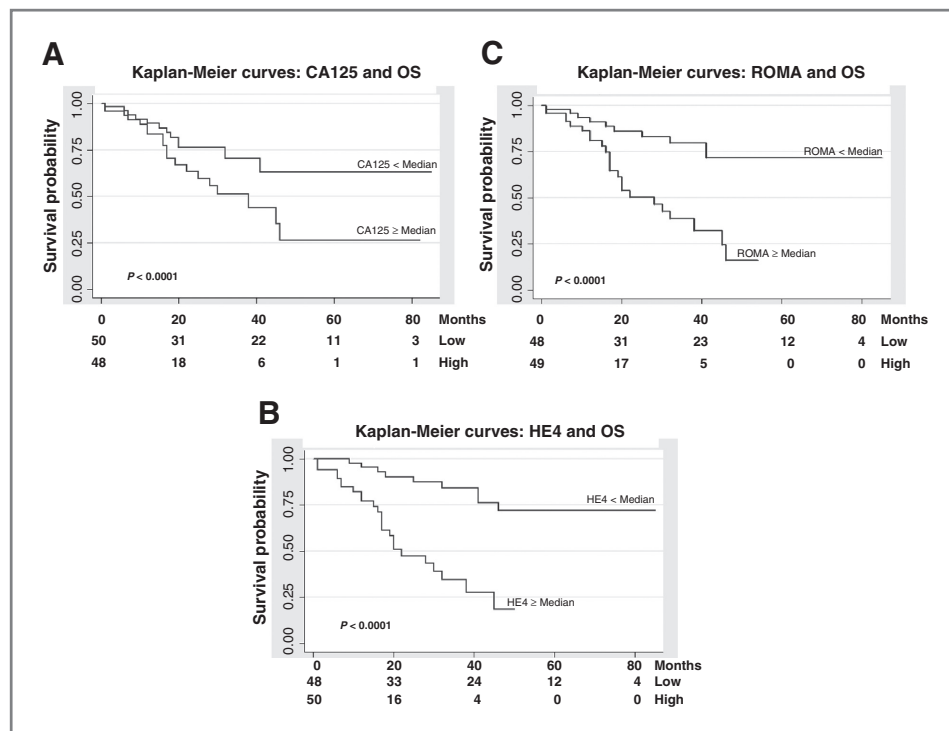 A
Kaplan-Meier curves: CA125 and OS
Survival probability
1.00
0.75
0.50
0.25
0.00
CA125 < Median
CA125 ≥ Median
P < 0.0001
0 20 40 60 80 Months
50 31 22 11 3 Low
48 18 6 1 1 High
C
Kaplan-Meier curves: ROMA and OS
Survival probability
1.00
0.75
0.50
0.25
0.00
ROMA < Median
ROMA ≥ Median
P < 0.0001
0 20 40 60 80 Months
48 31 23 12 4 Low
49 17 5 0 0 High
B
Kaplan-Meier curves: HE4 and OS
Survival probability
1.00
0.75
0.50
0.25
0.00
HE4 < Median
HE4 ≥ Median
P < 0.0001
0 20 40 60 80 Months
48 33 24 12 4 Low
50 16 4 0 0 High